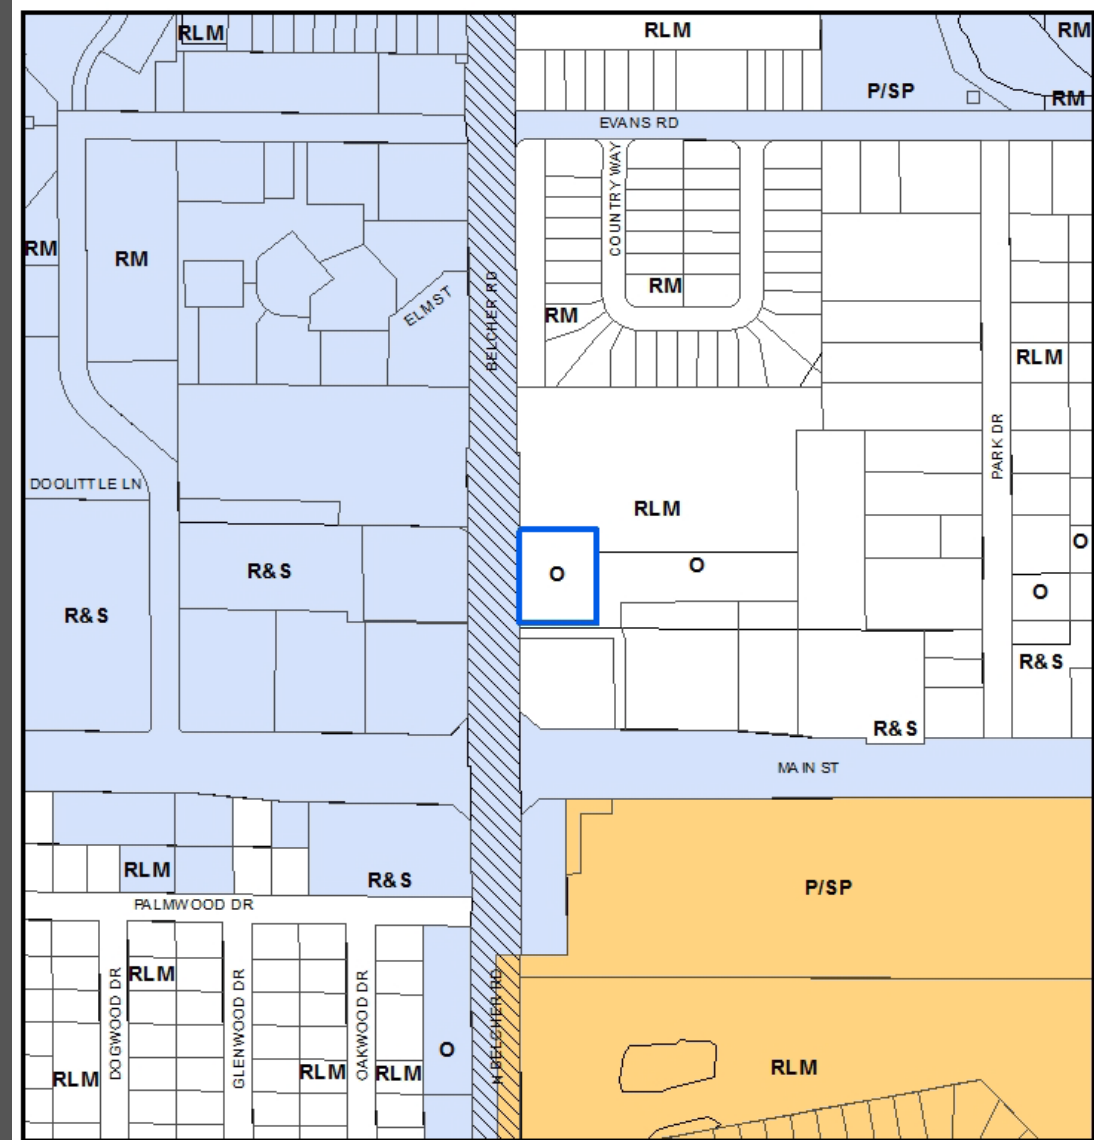 RLM
RLM
RM
P/SP
RM
EVANS RD
COUNTRY WAY
RM
RM
RM
ELM ST
BELCHER RD
RM
RLM
PARK DR
DOOLITTLE LN
RLM
O
R&S
O
O
O
R&S
R&S
R&S
MAIN ST
RLM
R&S
P/SP
PALMWOOD DR
RLM
DOGWOOD DR
GLENWOOD DR
OAKWOOD DR
N BELCHER RD
O
RLM
RLM
RLM
RLM